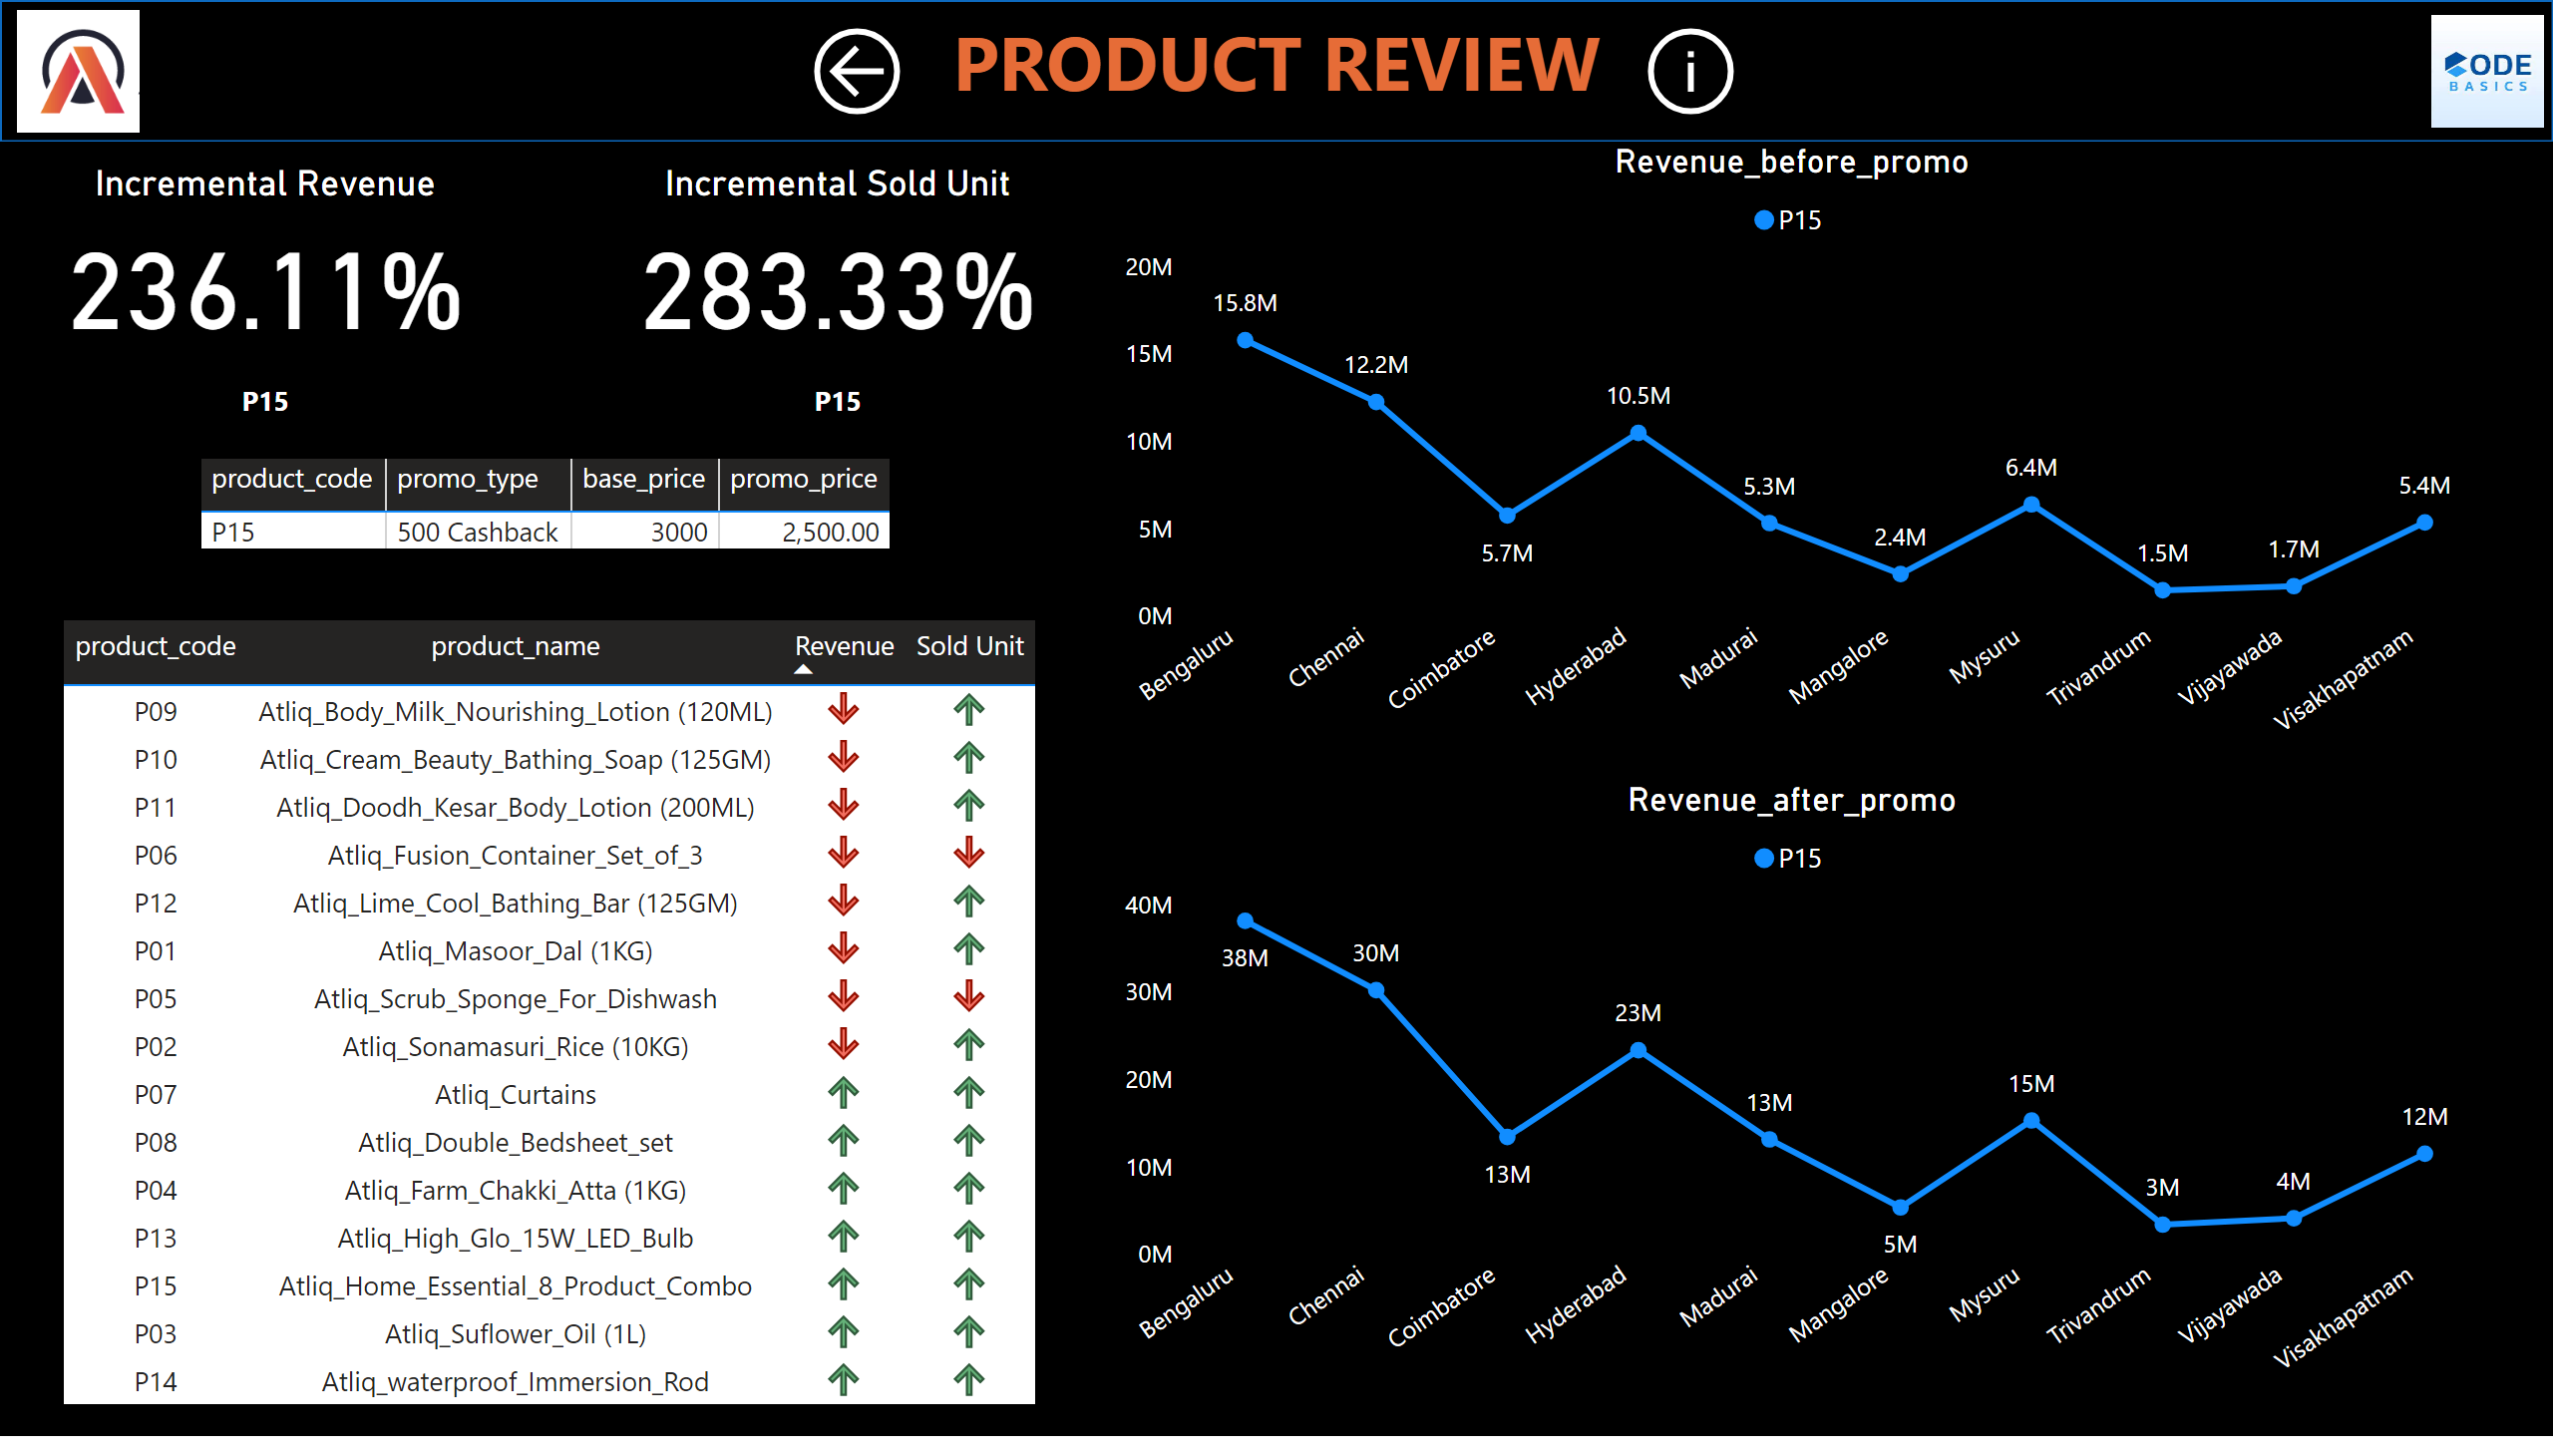 PRODUCT REVIEW
i
CODE
BASICS
Incremental Revenue
236.11%
P15
Incremental Sold Unit
283.33%
P15
product_code promo_type base_price promo_price
P15 500 Cashback 3000 2,500.00
product_code product_name Revenue Sold Unit
P09 Atliq_Body_Milk_Nourishing_Lotion (120ML)
P10 Atliq_Cream_Beauty_Bathing_Soap (125GM)
P11 Atliq_Doodh_Kesar_Body_Lotion (200ML)
P06 Atliq_Fusion_Container_Set_of_3
P12 Atliq_Lime_Cool_Bathing_Bar (125GM)
P01 Atliq_Masoor_Dal (1KG)
P05 Atliq_Scrub_Sponge_For_Dishwash
P02 Atliq_Sonamasuri_Rice (10KG)
P07 Atliq_Curtains
P08 Atliq_Double_Bedsheet_set
P04 Atliq_Farm_Chakki_Atta (1KG)
P13 Atliq_High_Glo_15W_LED_Bulb
P15 Atliq_Home_Essential_8_Product_Combo
P03 Atliq_Suflower_Oil (1L)
P14 Atliq_waterproof_Immersion_Rod
Revenue_before_promo
P15
20M
15M
10M
5M
0M
15.8M
12.2M
5.7M
10.5M
5.3M
2.4M
6.4M
1.5M
1.7M
5.4M
Bengaluru
Chennai
Coimbatore
Hyderabad
Madurai
Mangalore
Mysuru
Trivandrum
Vijayawada
Visakhapatnam
Revenue_after_promo
P15
40M
30M
20M
10M
0M
38M
30M
13M
23M
13M
5M
15M
3M
4M
12M
Bengaluru
Chennai
Coimbatore
Hyderabad
Madurai
Mangalore
Mysuru
Trivandrum
Vijayawada
Visakhapatnam